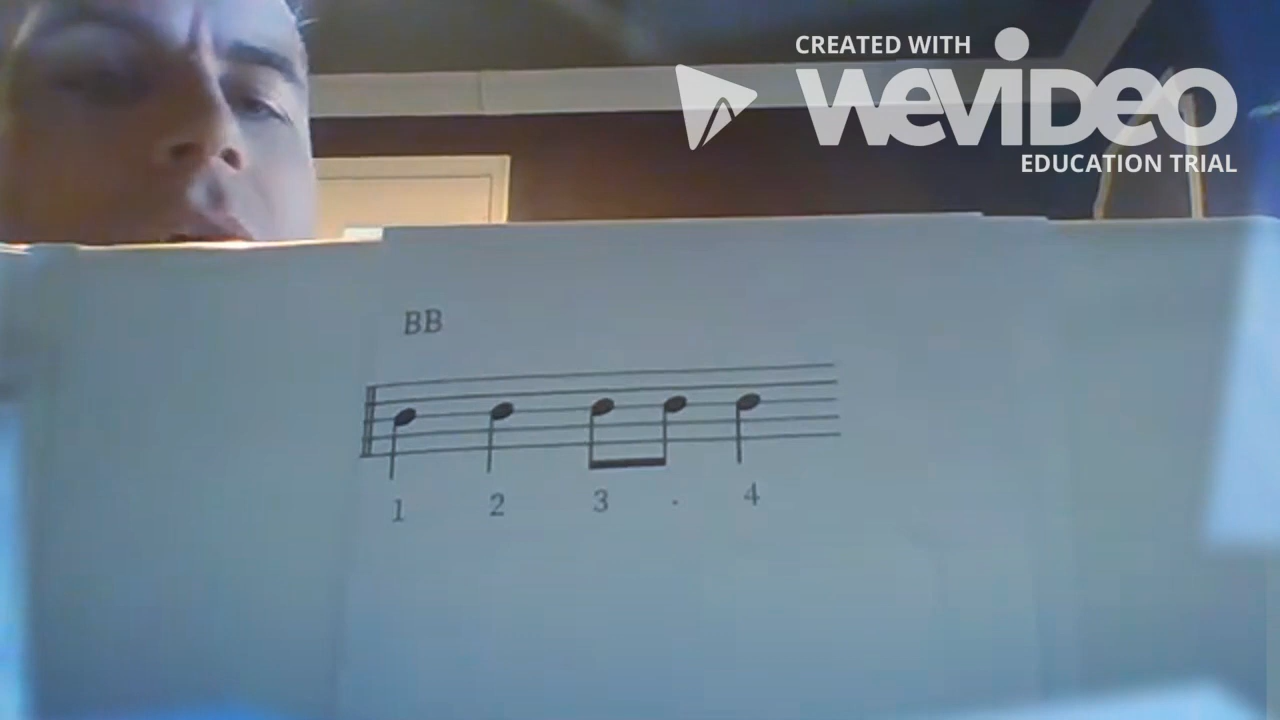 CREATED WITH
WEVIDEO
EDUCATION TRIAL
BB
1 2 3 . 4